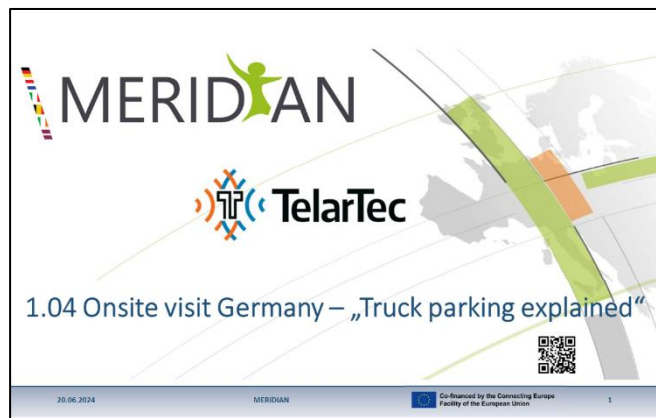 MERIDIAN
TelarTec
1.04 Onsite visit Germany – „Truck parking explained“
20.06.2024
MERIDIAN
Co-financed by the Connecting Europe
Facility of the European Union
1